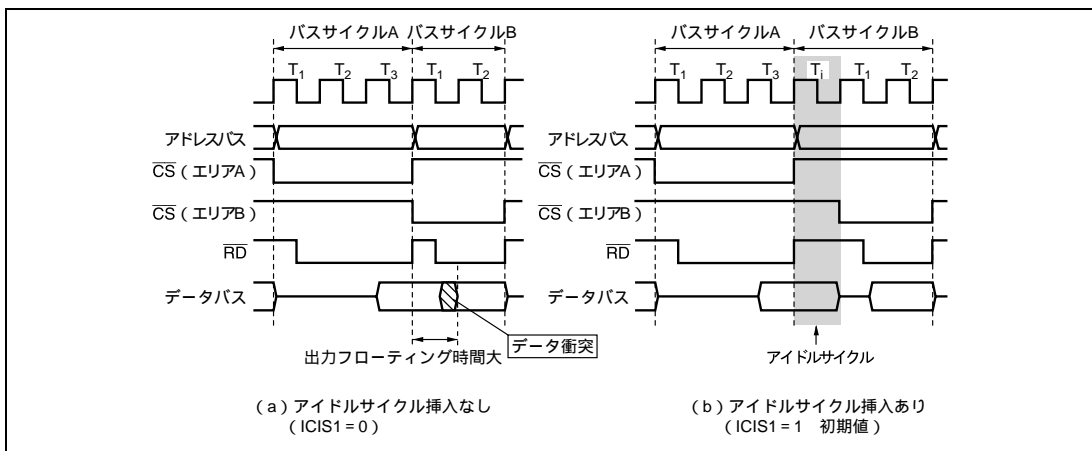 バスサイクルA バスサイクルB
T1 T2 T3 T1 T2
アドレスバス
CS(エリアA)
CS(エリアB)
RD
データバス
データ衝突
出力フローティング時間大
(a)アイドルサイクル挿入なし
(ICIS1=0)
バスサイクルA バスサイクルB
T1 T2 T3 Ti T1 T2
アドレスバス
CS(エリアA)
CS(エリアB)
RD
データバス
アイドルサイクル
(b)アイドルサイクル挿入あり
(ICIS1=1 初期値)